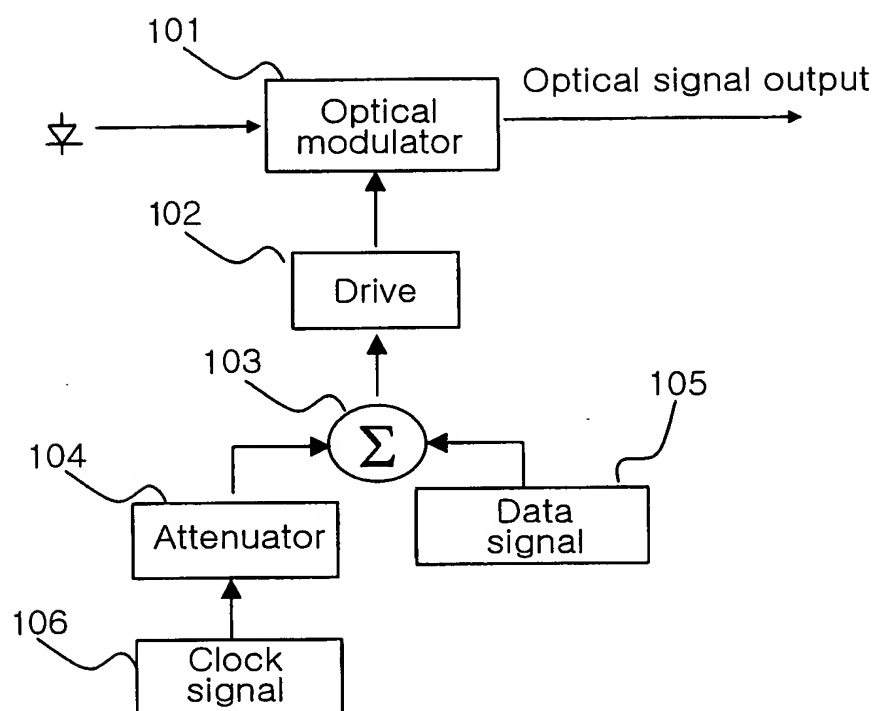 101
Optical signal output
Optical
modulator
102
Drive
103
105
Σ
104
Data
signal
Attenuator
106
Clock
signal